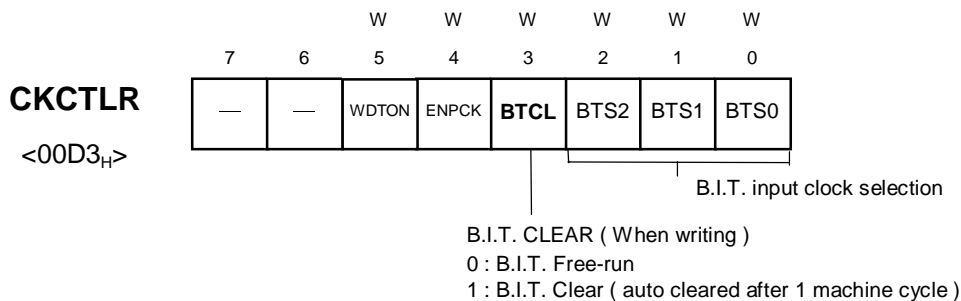 W W W W W W
7 6 5 4 3 2 1 0
CKCTLR — — WDTON ENPCK BTCL BTS2 BTS1 BTS0
<00D3H>
B.I.T. input clock selection
B.I.T. CLEAR ( When writing )
0 : B.I.T. Free-run
1 : B.I.T. Clear ( auto cleared after 1 machine cycle )